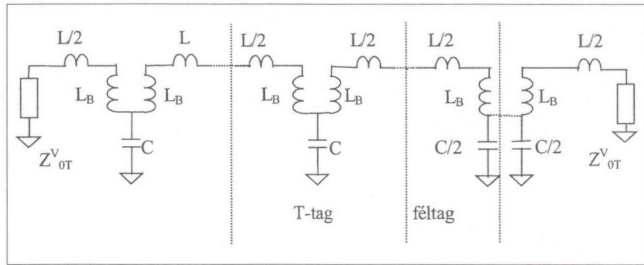 L/2 L L/2 L/2 L/2 L/2
L_B L_B L_B L_B L_B L_B
C C C/2 C/2
Z^V_0T Z^V_0T
T-tag féltag